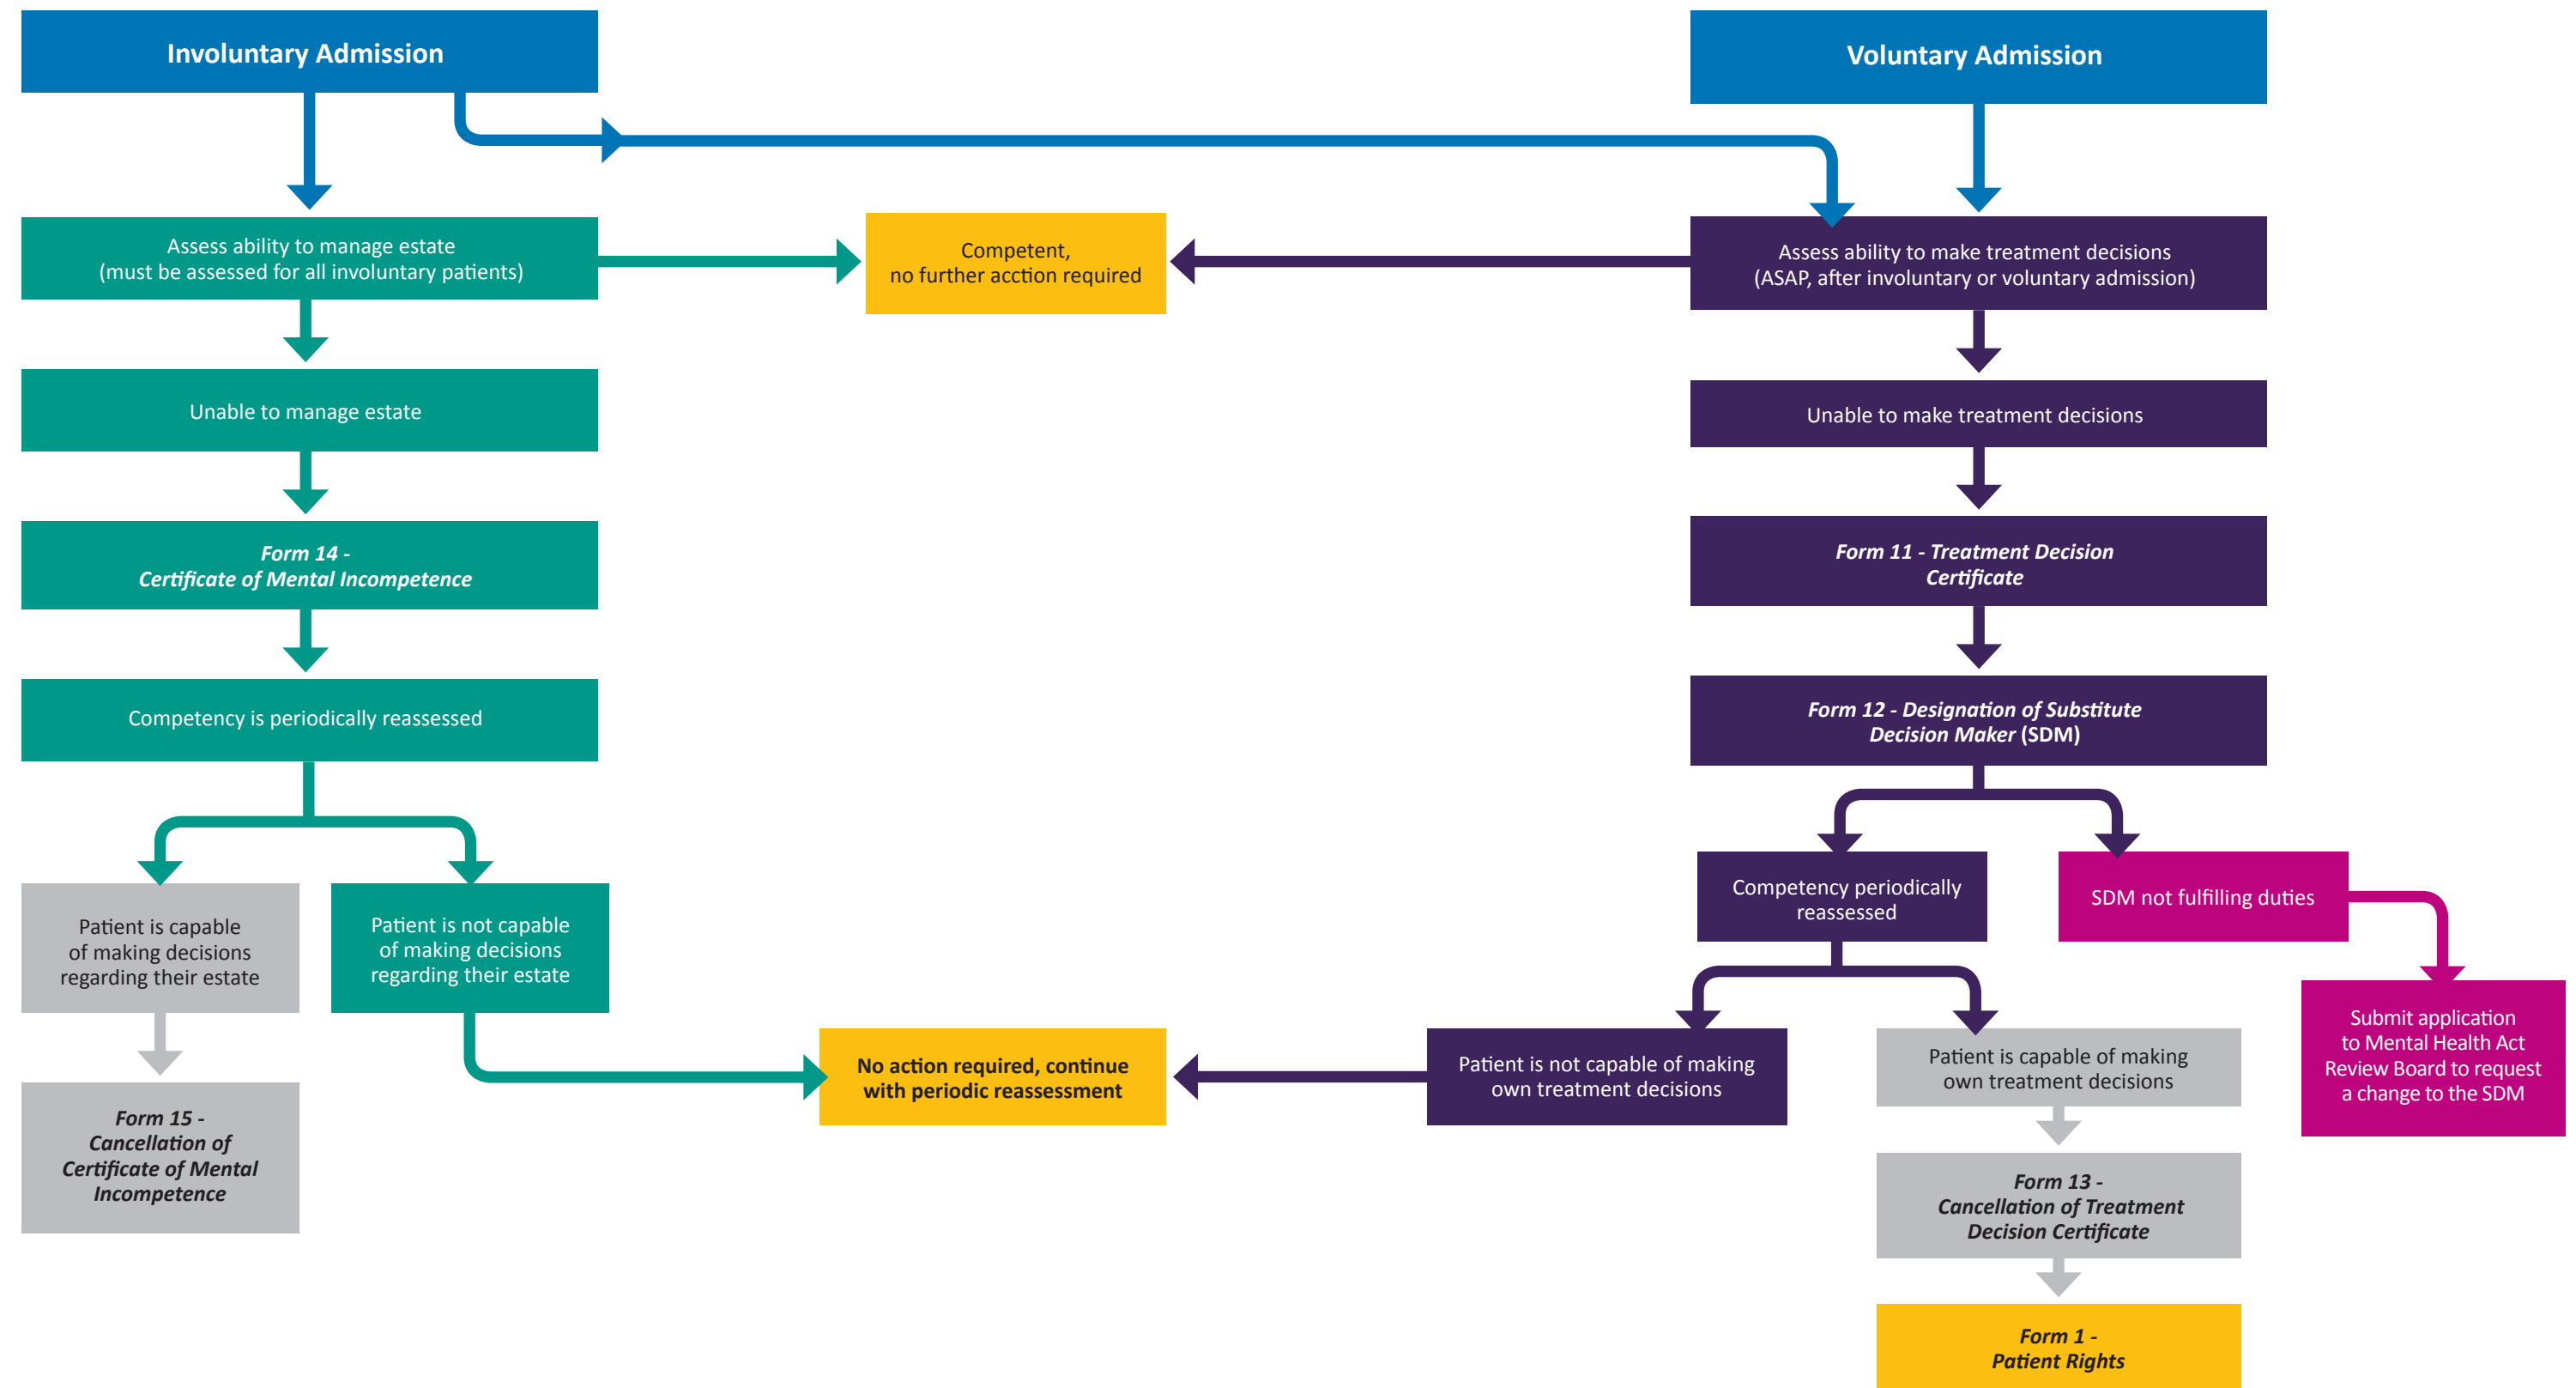 Involuntary Admission
Voluntary Admission
Assess ability to manage estate
(must be assessed for all involuntary patients)
Competent,
no further acction required
Assess ability to make treatment decisions
(ASAP, after involuntary or voluntary admission)
Unable to manage estate
Unable to make treatment decisions
Form 14 -
Certificate of Mental Incompetence
Form 11 - Treatment Decision
Certificate
Competency is periodically reassessed
Form 12 - Designation of Substitute
Decision Maker (SDM)
Patient is capable
of making decisions
regarding their estate
Patient is not capable
of making decisions
regarding their estate
Competency periodically
reassessed
SDM not fulfilling duties
No action required, continue
with periodic reassessment
Patient is not capable of making
own treatment decisions
Patient is capable of making
own treatment decisions
Submit application
to Mental Health Act
Review Board to request
a change to the SDM
Form 15 -
Cancellation of
Certificate of Mental
Incompetence
Form 13 -
Cancellation of Treatment
Decision Certificate
Form 1 -
Patient Rights